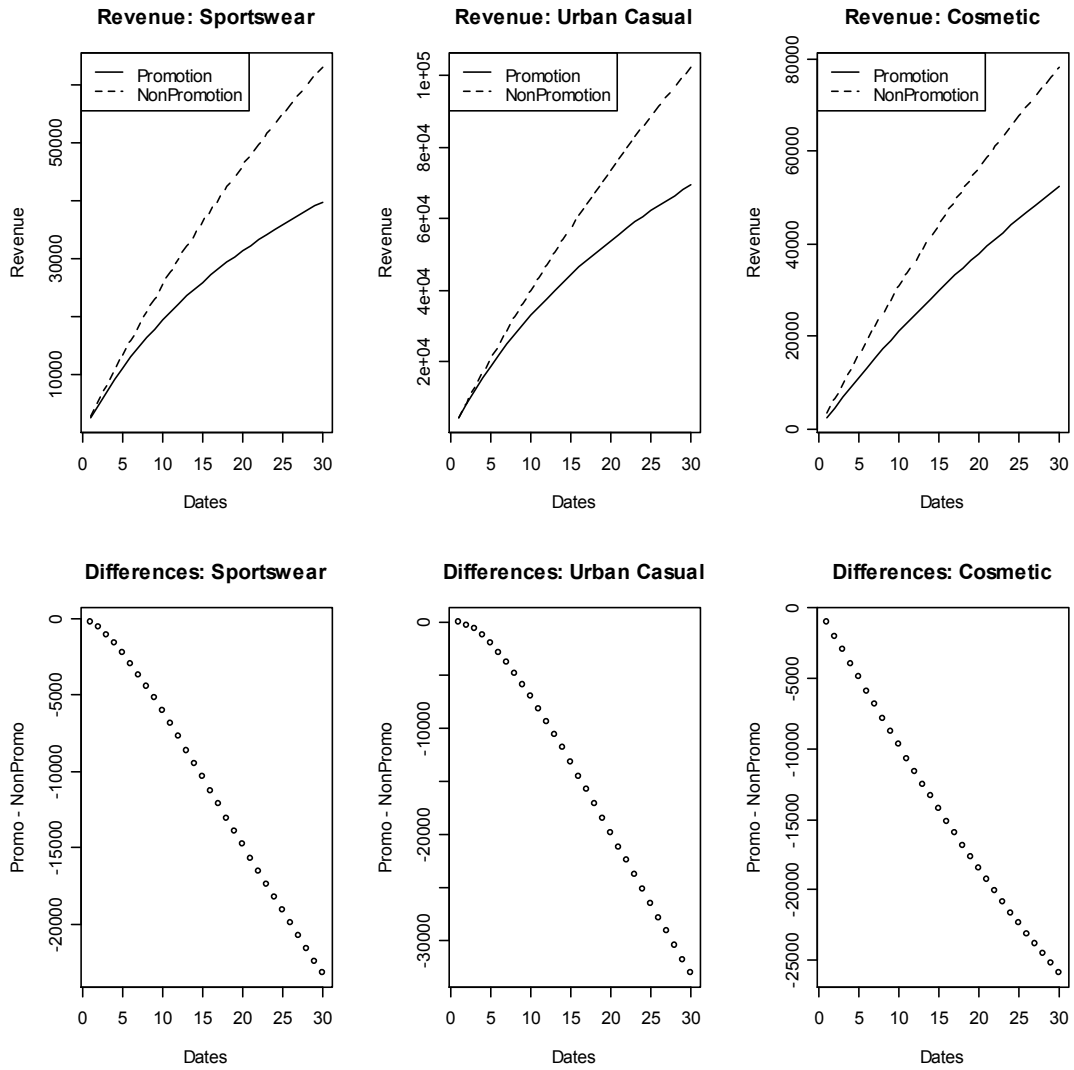 Revenue: Sportswear
Promotion
NonPromotion
Revenue
10000
30000
50000
0 5 10 15 20 25 30
Dates
Revenue: Urban Casual
Promotion
NonPromotion
Revenue
2e+04
4e+04
6e+04
8e+04
1e+05
0 5 10 15 20 25 30
Dates
Revenue: Cosmetic
Promotion
NonPromotion
Revenue
0
20000
40000
60000
80000
0 5 10 15 20 25 30
Dates
Differences: Sportswear
Promo - NonPromo
0
-5000
-10000
-15000
-20000
0 5 10 15 20 25 30
Dates
Differences: Urban Casual
Promo - NonPromo
0
-10000
-20000
-30000
0 5 10 15 20 25 30
Dates
Differences: Cosmetic
Promo - NonPromo
0
-5000
-10000
-15000
-20000
-25000
0 5 10 15 20 25 30
Dates